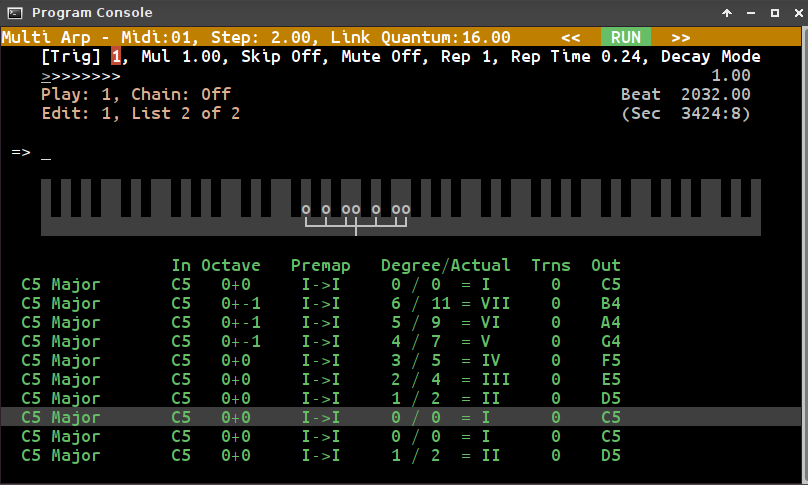 Program Console
Multi Arp - Midi:01, Step: 2.00, Link Quantum:16.00 << RUN >>
[Trig] 1, Mul 1.00, Skip Off, Mute Off, Rep 1, Rep Time 0.24, Decay Mode
>>>>>>>> 1.00
Play: 1, Chain: Off Beat 2032.00
Edit: 1, List 2 of 2 (Sec 3424:8)
=> _
o o oo o oo
In Octave Premap Degree/Actual Trns Out
C5 Major C5 0+0 I->I 0 / 0 = I 0 C5
C5 Major C5 0+-1 I->I 6 / 11 = VII 0 B4
C5 Major C5 0+-1 I->I 5 / 9 = VI 0 A4
C5 Major C5 0+-1 I->I 4 / 7 = V 0 G4
C5 Major C5 0+0 I->I 3 / 5 = IV 0 F5
C5 Major C5 0+0 I->I 2 / 4 = III 0 E5
C5 Major C5 0+0 I->I 1 / 2 = II 0 D5
C5 Major C5 0+0 I->I 0 / 0 = I 0 C5
C5 Major C5 0+0 I->I 0 / 0 = I 0 C5
C5 Major C5 0+0 I->I 1 / 2 = II 0 D5